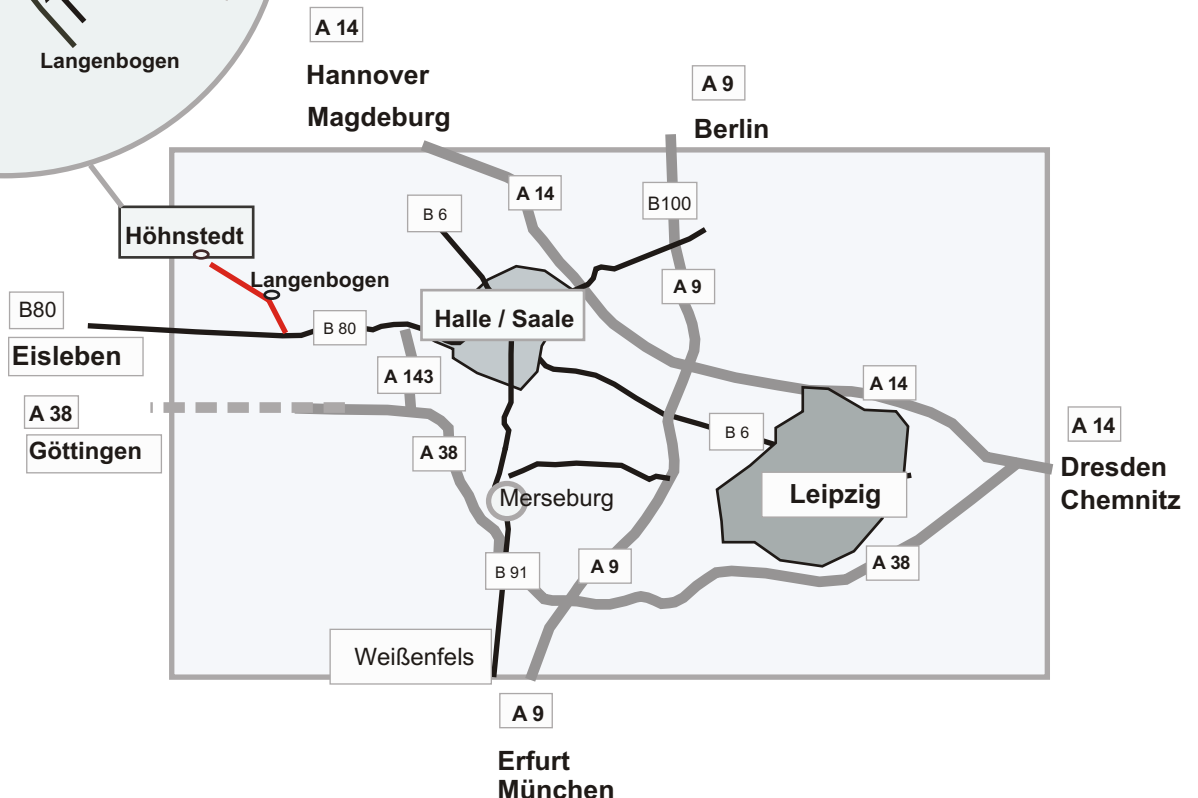 Langenbogen
A 14
Hannover
Magdeburg
A 9
Berlin
A 14
B 6
B100
Höhnstedt
Langenbogen
A 9
B80
B 80
Halle / Saale
Eisleben
A 143
A 14
A 38
Göttingen
A 38
B 6
A 14
Dresden
Chemnitz
Merseburg
Leipzig
B 91
A 9
A 38
Weißenfels
A 9
Erfurt
München